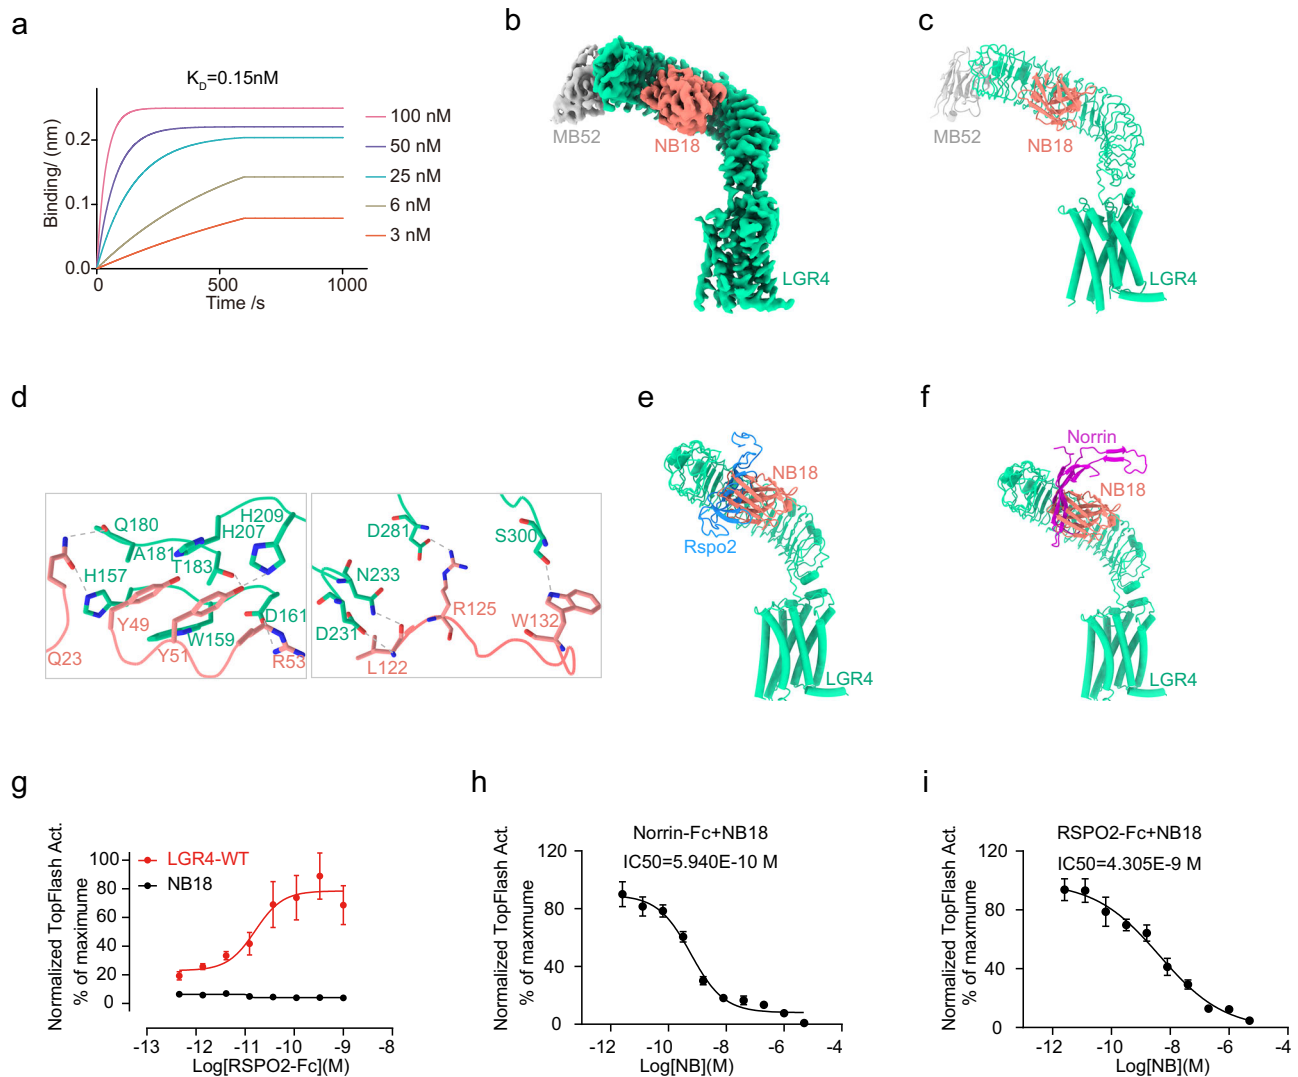 a
K_D=0.15nM
Binding/ (nm)
0.2
0.1
0.0
0
500
1000
Time /s
100 nM
50 nM
25 nM
6 nM
3 nM
b
MB52
NB18
LGR4
c
MB52
NB18
LGR4
d
Q180
A181
H207
H209
T183
H157
Y49
W159
D161
Y51
R53
Q23
D281
S300
N233
R125
D231
W132
L122
e
NB18
Rspo2
LGR4
f
Norrin
NB18
LGR4
g
Normalized TopFlash Act.
% of maximume
100
80
60
40
20
0
LGR4-WT
NB18
-13
-12
-11
-10
-9
-8
Log[RSPO2-Fc](M)
h
Norrin-Fc+NB18
IC50=5.940E-10 M
Normalized TopFlash Act.
% of maxmume
120
80
40
0
-12
-10
-8
-6
-4
Log[NB](M)
i
RSPO2-Fc+NB18
IC50=4.305E-9 M
Normalized TopFlash Act.
% of maxmume
120
80
40
0
-12
-10
-8
-6
-4
Log[NB](M)